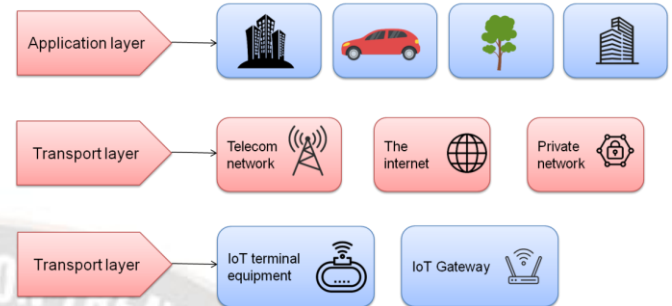 Application layer
Transport layer
Telecom
network
The
internet
Private
network
Transport layer
IoT terminal
equipment
IoT Gateway